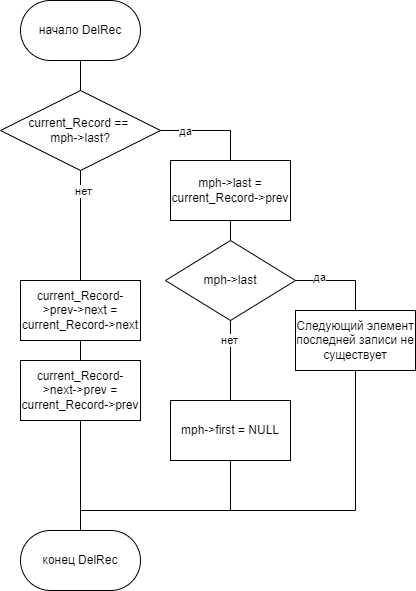 начало DelRec
current_Record ==
mph->last?
да
нет
mph->last =
current_Record->prev
mph->last
да
нет
current_Record-
>prev->next =
current_Record->next
Следующий элемент
последней записи не
существует
current_Record-
>next->prev =
current_Record->prev
mph->first = NULL
конец DelRec